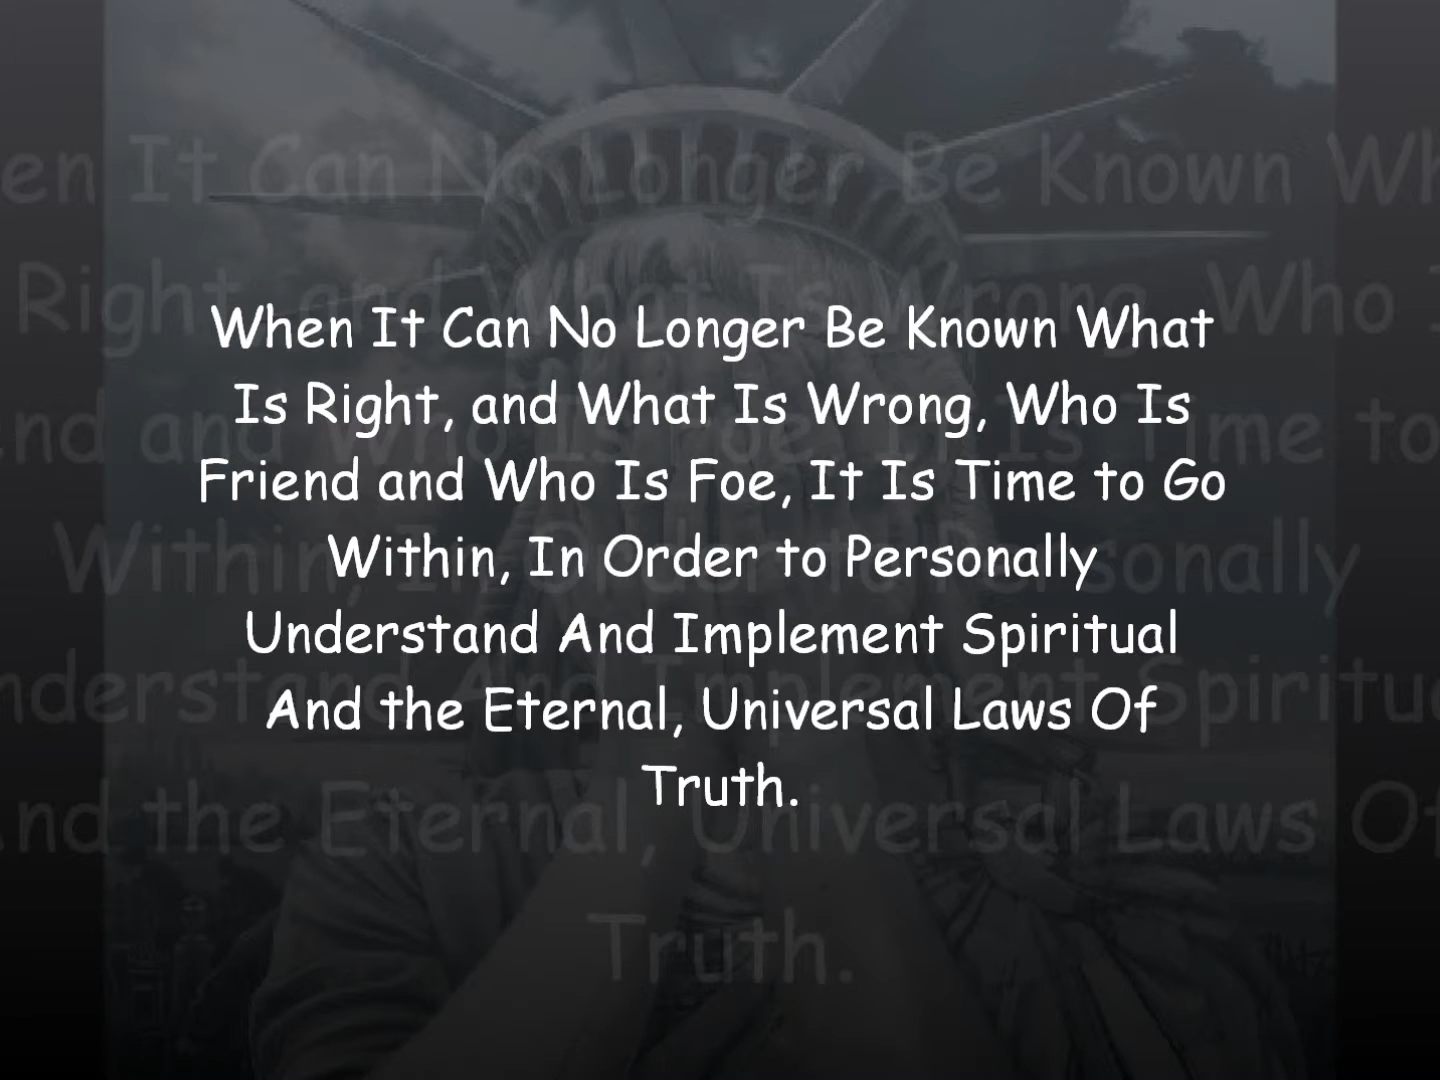 When It Can No Longer Be Known What
Is Right, and What Is Wrong, Who Is
Friend and Who Is Foe, It Is Time to Go
Within, In Order to Personally
Understand And Implement Spiritual
And the Eternal, Universal Laws Of
Truth.